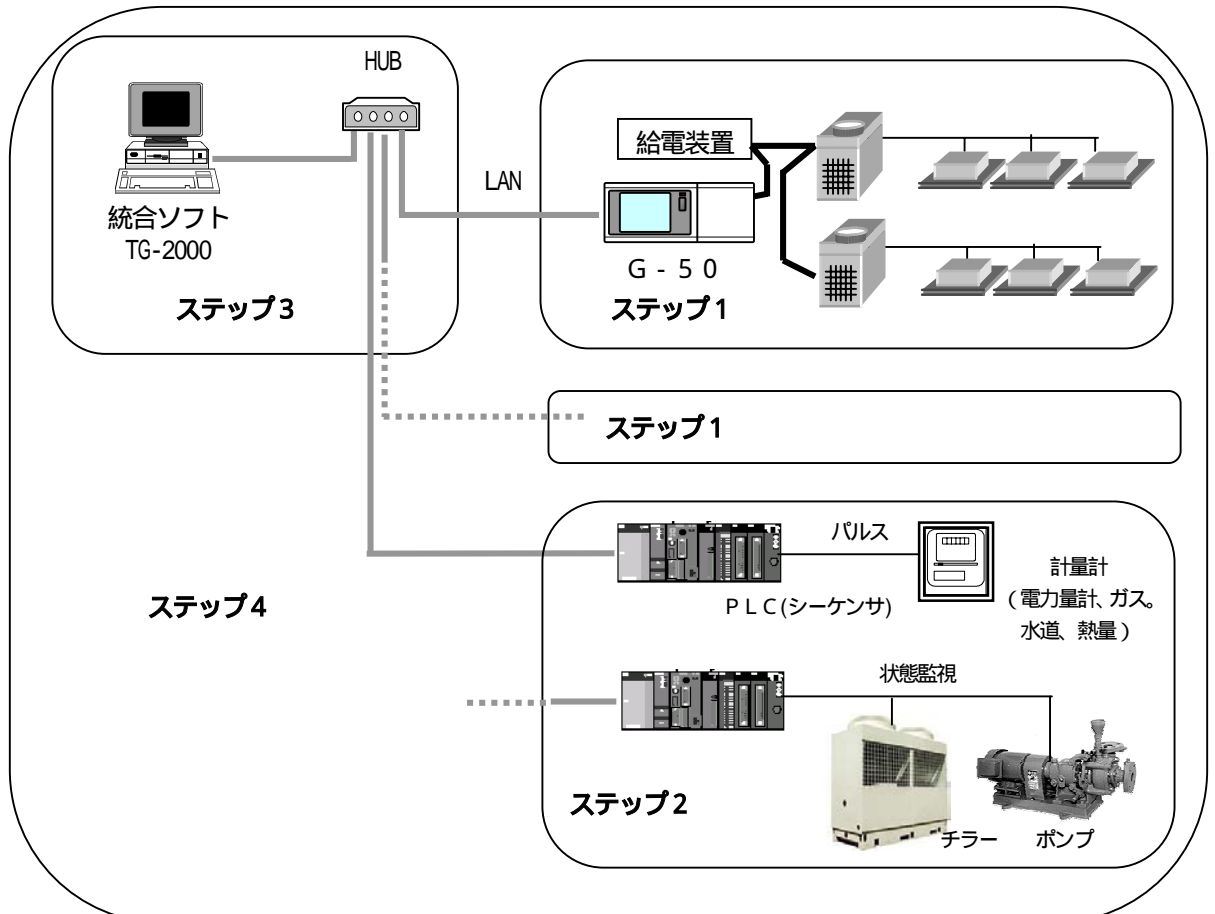 HUB
統合ソフト
TG-2000
ステップ3
LAN
給電装置
G-50
ステップ1
ステップ1
ステップ4
パルス
PLC(シーケンサ)
計量計
(電力量計、ガス。
水道、熱量)
状態監視
ステップ2
チラー
ポンプ